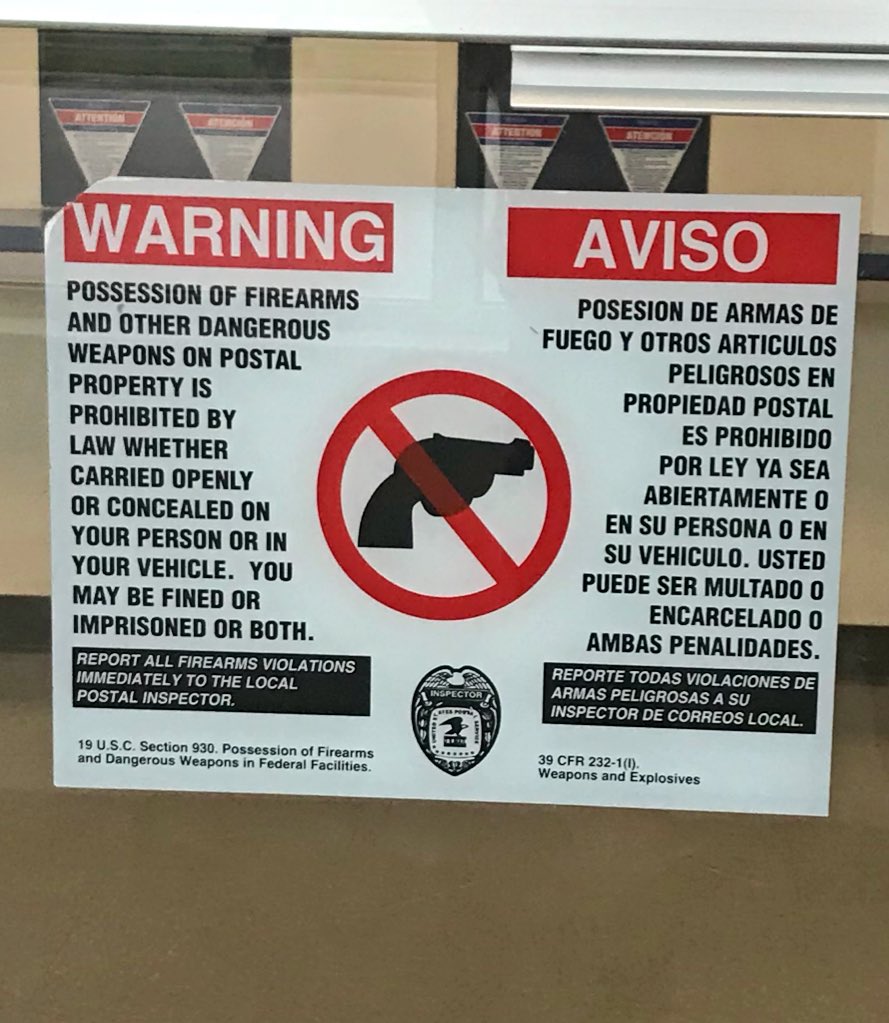 ATTENTION
ATENCIÓN
ATTENTION
ATENCIÓN
WARNING
POSSESSION OF FIREARMS
AND OTHER DANGEROUS
WEAPONS ON POSTAL
PROPERTY IS
PROHIBITED BY
LAW WHETHER
CARRIED OPENLY
OR CONCEALED ON
YOUR PERSON OR IN
YOUR VEHICLE. YOU
MAY BE FINED OR
IMPRISONED OR BOTH.
REPORT ALL FIREARMS VIOLATIONS
IMMEDIATELY TO THE LOCAL
POSTAL INSPECTOR.
19 U.S.C. Section 930. Possession of Firearms
and Dangerous Weapons in Federal Facilities.
INSPECTOR
AVISO
POSESION DE ARMAS DE
FUEGO Y OTROS ARTICULOS
PELIGROSOS EN
PROPIEDAD POSTAL
ES PROHIBIDO
POR LEY YA SEA
ABIERTAMENTE O
EN SU PERSONA O EN
SU VEHICULO. USTED
PUEDE SER MULTADO O
ENCARCELADO O
AMBAS PENALIDADES.
REPORTE TODAS VIOLACIONES DE
ARMAS PELIGROSAS A SU
INSPECTOR DE CORREOS LOCAL.
39 CFR 232-1(I).
Weapons and Explosives